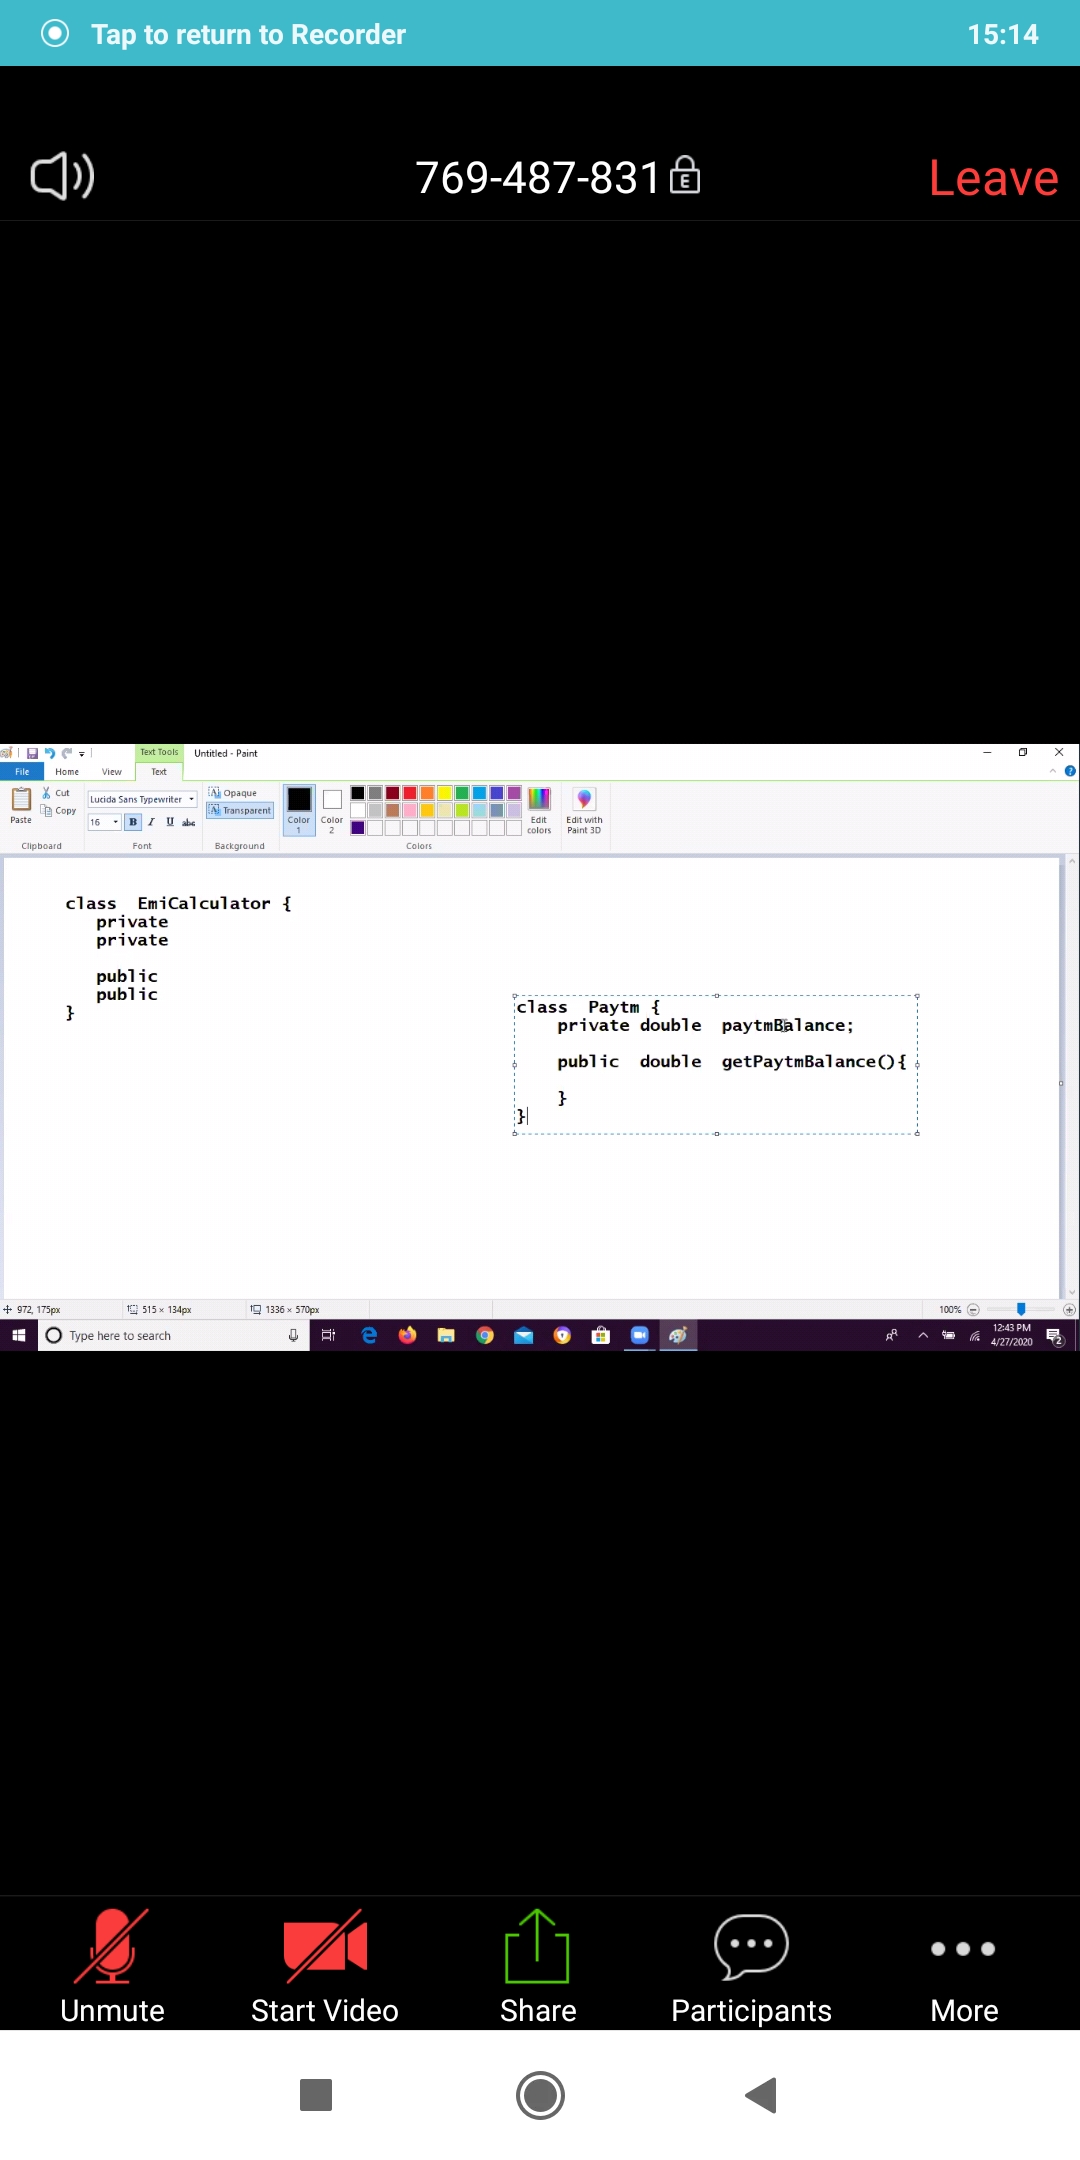 Tap to return to Recorder 15:14
769-487-831 Leave
Text Tools Untitled - Paint
File Home View Text
Paste Cut Copy
Lucida Sans Typewriter
16 B I U abc
Opaque
Transparent
Color 1
Color 2
Edit colors
Edit with Paint 3D
Clipboard Font Background Colors
class EmiCalculator {
private
private
public
public
}
class Paytm {
private double paytmBalance;
public double getPaytmBalance(){
}
}
972, 175px 515 × 134px 1336 × 570px 100%
Type here to search 12:43 PM
4/27/2020 2
Unmute Start Video Share Participants More